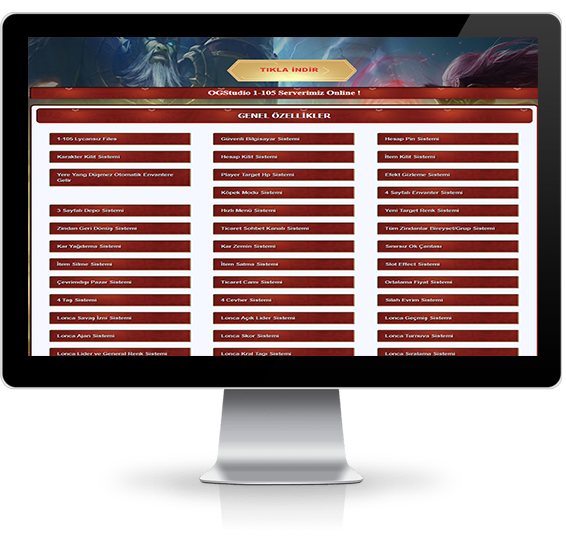 TIKLA İNDİR
OGStudio 1-105 Serverimiz Online !
GENEL ÖZELLİKLER
1-105 Lycansız Files
Güvenli Bilgisayar Sistemi
Hesap Pin Sistemi
Karakter Kilit Sistemi
Hesap Kilit Sistemi
İtem Kilit Sistemi
Yere Yang Düşmez Otomatik Envantere
Gelir
Player Target Hp Sistemi
Efekt Gizleme Sistemi
Köpek Modu Sistemi
4 Sayfalı Envanter Sistemi
3 Sayfalı Depo Sistemi
Hızlı Menü Sistemi
Yeni Target Renk Sistemi
Zindan Geri Dönüş Sistemi
Ticaret Sohbet Kanalı Sistemi
Tüm Zindanlar Bireysel/Grup Sistemi
Kar Yağdırma Sistemi
Kar Zemin Sistemi
Sınırsız Ok Çantası
İtem Silme Sistemi
İtem Satma Sistemi
Slot Effect Sistemi
Çevrimdışı Pazar Sistemi
Ticaret Camı Sistemi
Ortalama Fiyat Sistemi
4 Taş Sistemi
4 Cevher Sistemi
Silah Evrim Sistemi
Lonca Savaş İzni Sistemi
Lonca Açık Lider Sistemi
Lonca Geçmiş Sistemi
Lonca Ajan Sistemi
Lonca Skor Sistemi
Lonca Turnuva Sistemi
Lonca Lider ve General Renk Sistemi
Lonca Kral Tagı Sistemi
Lonca Sıralama Sistemi